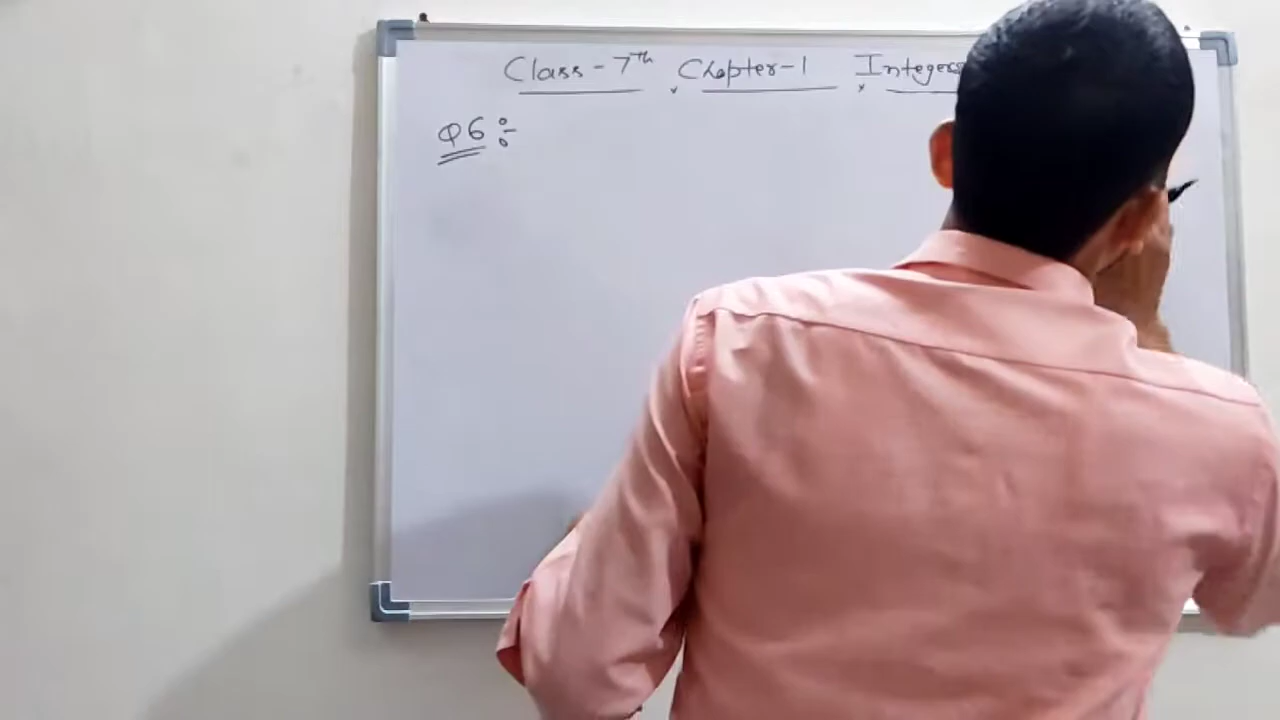 Class - 7th, Chapter-1, Integers
Q6 :-